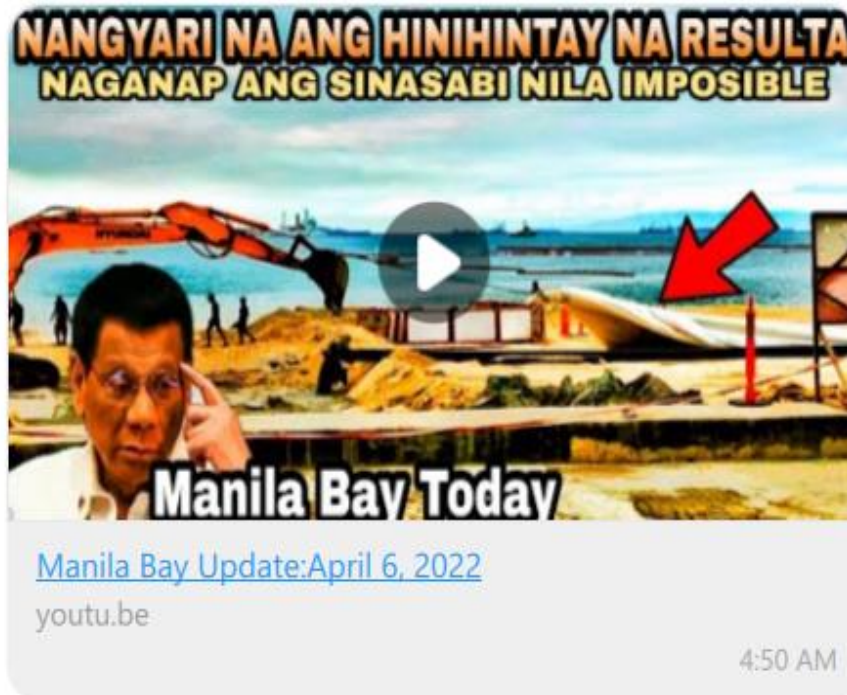 NANGYARI NA ANG HINIHINTAY NA RESULTA
NAGANAP ANG SINASABI NILA IMPOSIBLE
HYUNDAI
Manila Bay Today
Manila Bay Update:April 6, 2022
youtu.be
4:50 AM